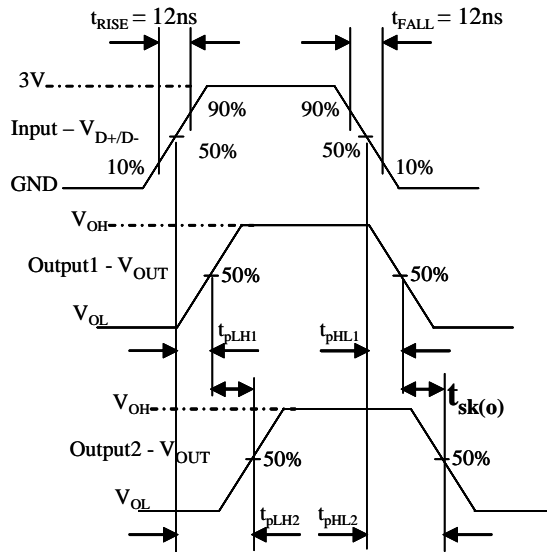 tRISE = 12ns
tFALL = 12ns
3V
90%
90%
Input – VD+/D-
50%
50%
10%
10%
GND
VOH
Output1 - VOUT
50%
50%
VOL
tpLH1
tpHL1
VOH
tsk(o)
Output2 - VOUT
50%
50%
VOL
tpLH2
tpHL2